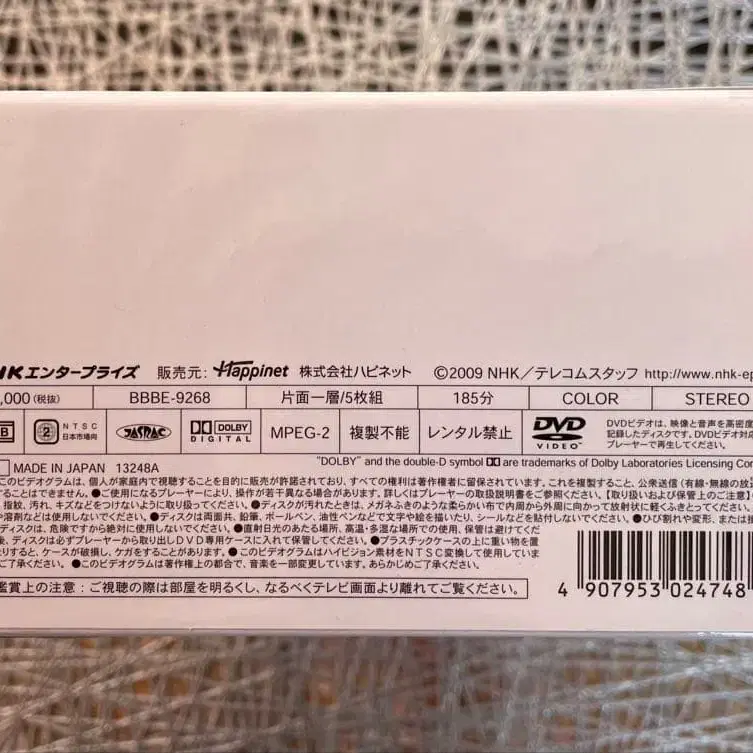 HKエンタープライズ 販売元: Happinet 株式会社ハピネット ©2009 NHK／テレコムスタッフ http://www.nhk-ep
,000(税抜) BBBE-9268 片面一層/5枚組 185分 COLOR STEREO
2 NTSC 日本市場向 JASRAC DOLBY DIGITAL MPEG-2 複製不能 レンタル禁止 DVD VIDEO
DVDビデオは、映像と音声を高密度
記録したディスクです。DVDビデオ対応
プレーヤーで再生してください。
MADE IN JAPAN 13248A "DOLBY" and the double-D symbol are trademarks of Dolby Laboratories Licensing Cor
このビデオグラムは、個人が家庭内で視聴することを目的に販売が許諾されており、すべての権利は著作権者に留保されています。これを複製すること、公衆送信(有線・無線の放
ことはできません。●ご使用になるプレーヤーにより、操作が若干異なる場合があります。詳しくはプレーヤーの取扱説明書をご参照ください。【取り扱いおよび保管上のご注意】
指紋、汚れ、キズなどをつけないように取り扱ってください。●ディスクが汚れたときは、メガネふきのような柔らかい布で内周から外周に向かって放射状に軽くふきとってください。
や溶剤などは使用しないでください。●ディスクは両面共、鉛筆、ボールペン、油性ペンなどで文字や絵を描いたり、シールなどを貼付しないでください。●ひび割れや変形、または
ディスクは、危険ですから絶対に使用しないでください。●直射日光のあたる場所、高温・多湿な場所での使用、保管は避けてくだ
後、ディスクは必ずプレーヤーから取り出しDVD専用ケースに入れて保管してください。●プラスチックケースの上に重い物を置
たりすると、ケースが破損し、ケガをすることがあります。●このビデオグラムはハイビジョン素材をNTSC変換して使用していま
ご了承ください。●このビデオグラムは著作権上の都合で、音楽を一部変更しています。あらかじめご了承ください。
鑑賞上の注意：ご視聴の際は部屋を明るくし、なるべくテレビ画面より離れてご覧ください。
4 907953 024748